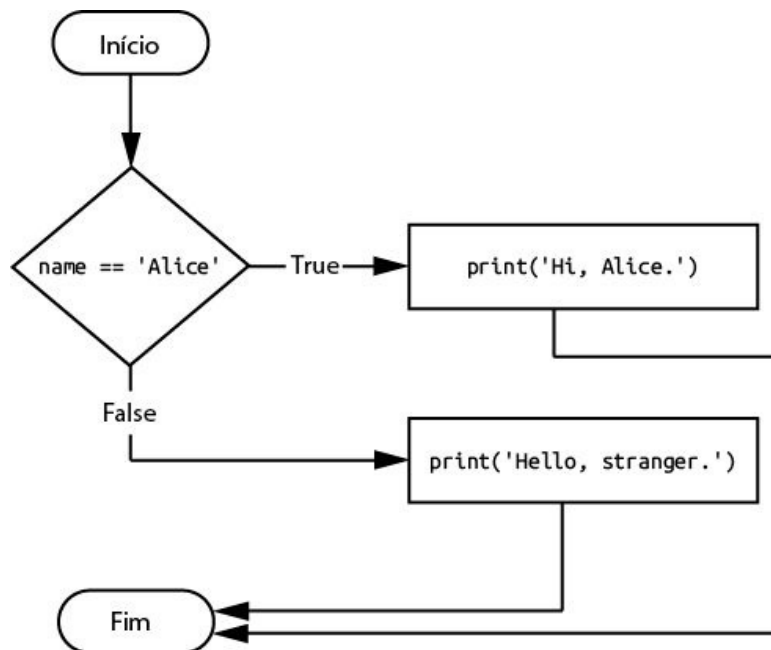 Início
name == 'Alice'
True
print('Hi, Alice.')
False
print('Hello, stranger.')
Fim